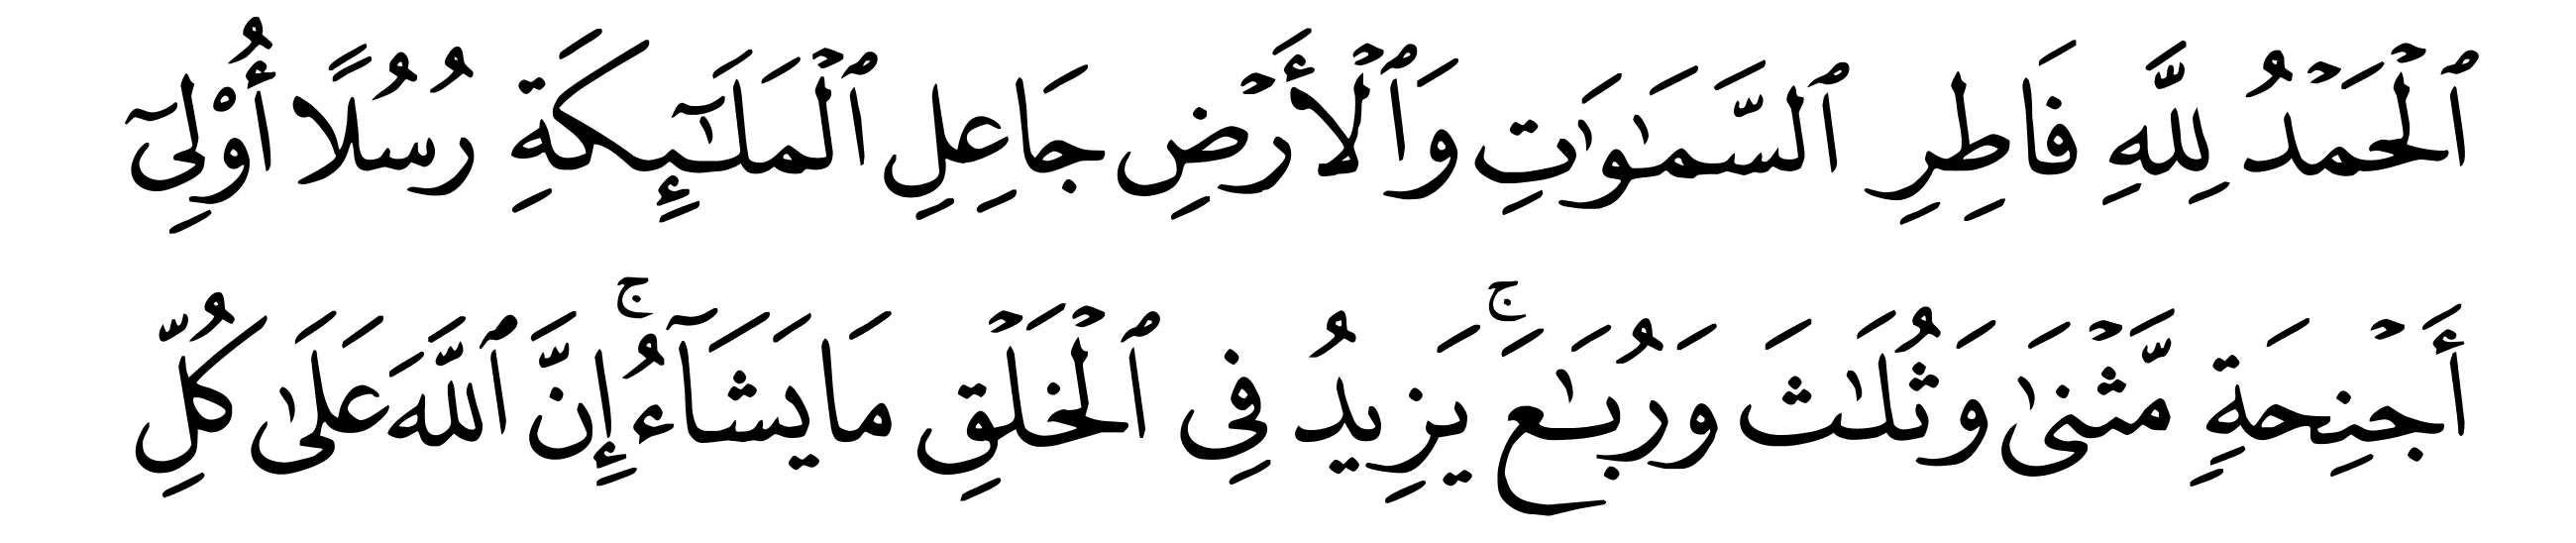 ٱلْحَمْدُ لِلَّهِ فَاطِرِ ٱلسَّمَٰوَٰتِ وَٱلْأَرْضِ جَاعِلِ ٱلْمَلَٰٓئِكَةِ رُسُلًا أُو۟لِىٓ
أَجْنِحَةٍ مَّثْنَىٰ وَثُلَٰثَ وَرُبَٰعَ ۚ يَزِيدُ فِى ٱلْخَلْقِ مَا يَشَآءُ ۚ إِنَّ ٱللَّهَ عَلَىٰ كُلِّ